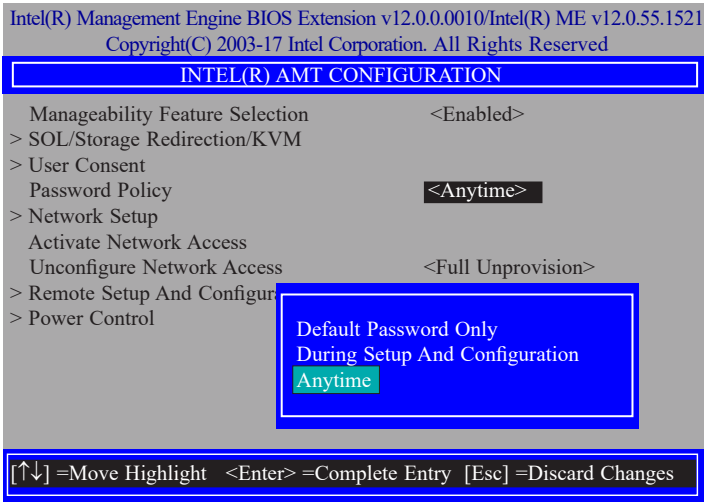 Intel(R) Management Engine BIOS Extension v12.0.0.0010/Intel(R) ME v12.0.55.1521
Copyright(C) 2003-17 Intel Corporation. All Rights Reserved
INTEL(R) AMT CONFIGURATION
Manageability Feature Selection <Enabled>
> SOL/Storage Redirection/KVM
> User Consent
Password Policy <Anytime>
> Network Setup
Activate Network Access
Unconfigure Network Access <Full Unprovision>
> Remote Setup And Configura
> Power Control
Default Password Only
During Setup And Configuration
Anytime
[↑↓] =Move Highlight <Enter> =Complete Entry [Esc] =Discard Changes